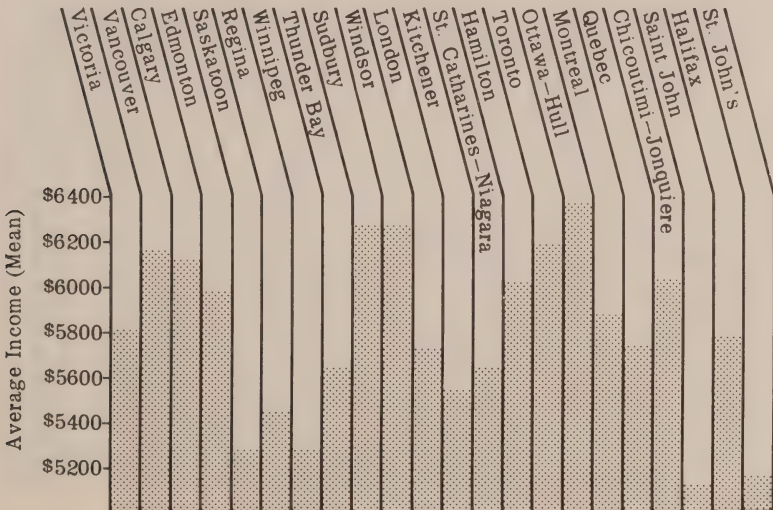 Victoria
Vancouver
Calgary
Edmonton
Saskatoon
Regina
Winnipeg
Thunder Bay
Sudbury
Windsor
London
Kitchener
St. Catharines–Niagara
Hamilton
Toronto
Ottawa–Hull
Montreal
Quebec
Chicoutimi–Jonquiere
Saint John
Halifax
St. John's
Average Income (Mean)
$6400
$6200
$6000
$5800
$5600
$5400
$5200